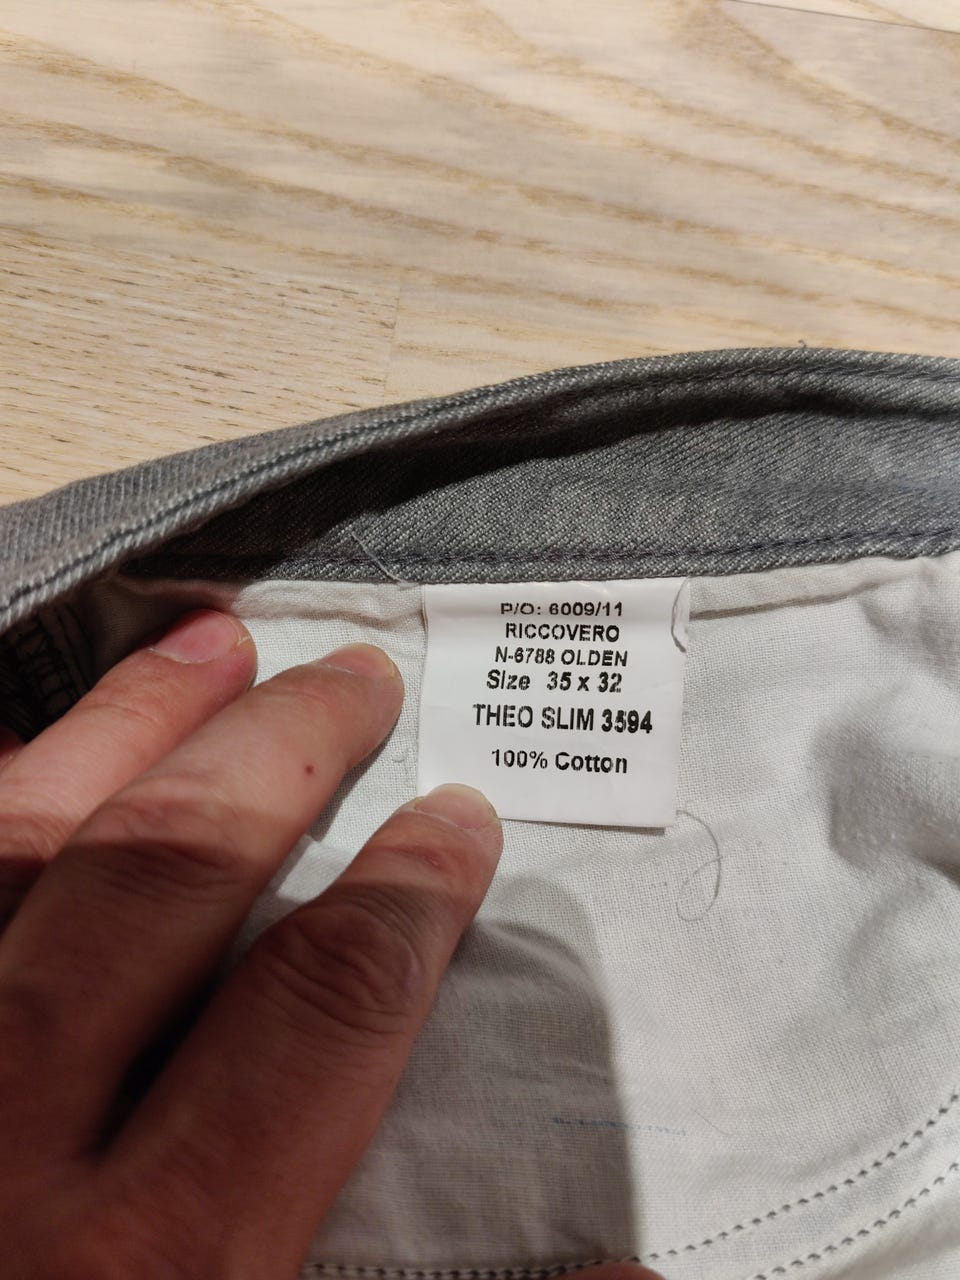 P/O: 6009/11
RICCOVERO
N-6788 OLDEN
Size 35 x 32
THEO SLIM 3594
100% Cotton